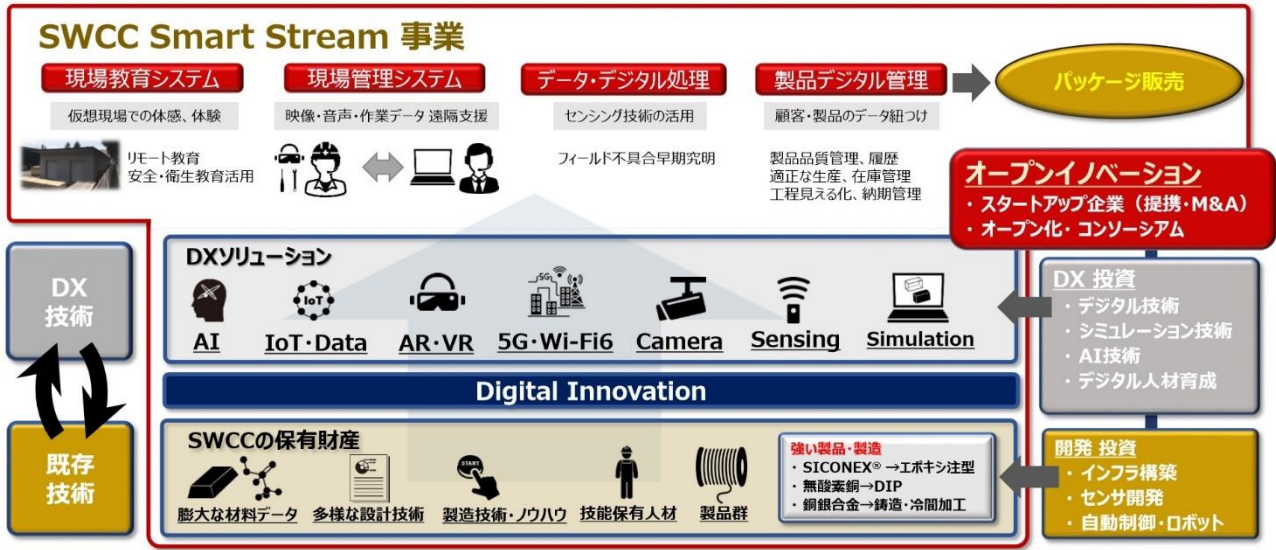 SWCC Smart Stream 事業
現場教育システム
仮想現場での体感、体験
リモート教育
安全・衛生教育活用
現場管理システム
映像・音声・作業データ 遠隔支援
データ・デジタル処理
センシング技術の活用
フィールド不具合早期究明
製品デジタル管理
顧客・製品のデータ紐つけ
製品品質管理、履歴
適正な生産、在庫管理
工程見える化、納期管理
パッケージ販売
オープンイノベーション
・スタートアップ企業（提携・M&A）
・オープン化・コンソーシアム
DX
技術
DXソリューション
AI
IoT
IoT・Data
AR・VR
5G
5G・Wi-Fi6
Camera
Sensing
Simulation
DX 投資
・デジタル技術
・シミュレーション技術
・AI技術
・デジタル人材育成
Digital Innovation
既存
技術
SWCCの保有財産
膨大な材料データ
多様な設計技術
START
製造技術・ノウハウ
技能保有人材
製品群
強い製品・製造
・SICONEX® →エポキシ注型
・無酸素銅→DIP
・銅銀合金→鋳造・冷間加工
開発 投資
・インフラ構築
・センサ開発
・自動制御・ロボット